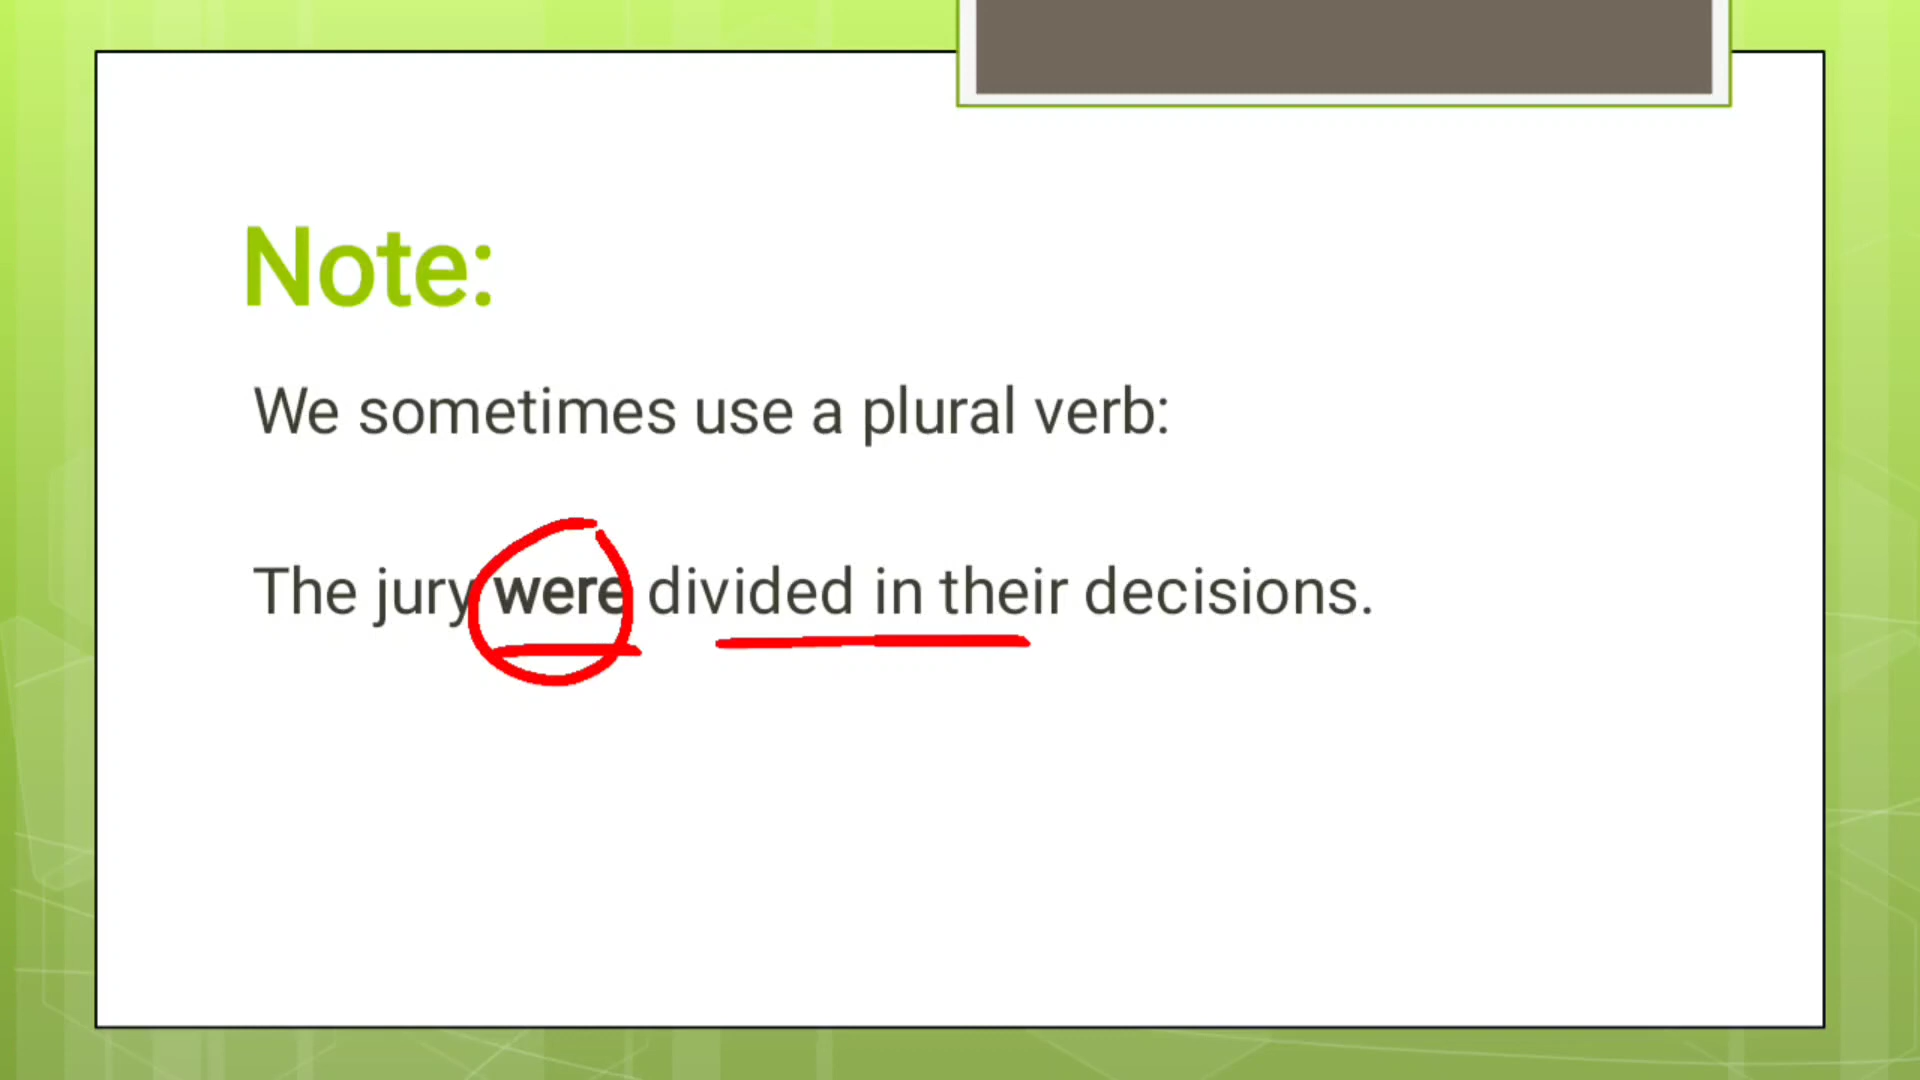 Note:
We sometimes use a plural verb:
The jury were divided in their decisions.